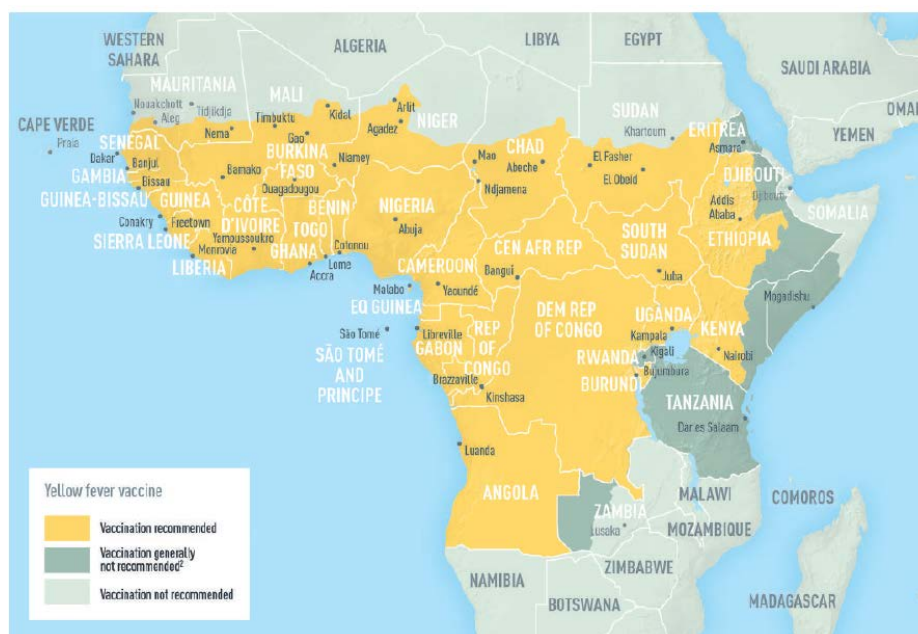 WESTERN
SAHARA
ALGERIA
LIBYA
EGYPT
SAUDI ARABIA
OMAN
YEMEN
CAPE VERDE
Praia
MAURITANIA
Nouakchott
Aleg
Tidjikdja
MALI
Timbuktu
Kidal
Nema
Gao
Arlit
Agadez
NIGER
SUDAN
Khartoum
ERITREA
Asmara
SENEGAL
Dakar
Banjul
GAMBIA
Bissau
GUINEA-BISSAU
Bamako
BURKINA
FASO
Ouagadougou
Niamey
CHAD
Mao
Abeche
Ndjamena
El Fasher
El Obeid
DJIBOUTI
Djibouti
Addis
Ababa
ETHIOPIA
SOMALIA
Mogadishu
GUINEA
Conakry
Freetown
SIERRA LEONE
Monrovia
LIBERIA
CÔTE
D'IVOIRE
Yamoussoukro
GHANA
Accra
TOGO
Lome
BENIN
Cotonou
NIGERIA
Abuja
CAMEROON
Yaoundé
CEN AFR REP
Bangui
SOUTH
SUDAN
Juba
Malabo
EQ GUINEA
São Tomé
SÃO TOMÉ
AND
PRINCIPE
Libreville
GABON
REP
OF
CONGO
Brazzaville
Kinshasa
DEM REP
OF CONGO
UGANDA
Kampala
KENYA
Nairobi
RWANDA
Kigali
Bujumbura
BURUNDI
TANZANIA
Dar es Salaam
Luanda
ANGOLA
ZAMBIA
Lusaka
MALAWI
MOZAMBIQUE
COMOROS
ZIMBABWE
NAMIBIA
BOTSWANA
MADAGASCAR
Yellow fever vaccine
Vaccination recommended
Vaccination generally
not recommended²
Vaccination not recommended